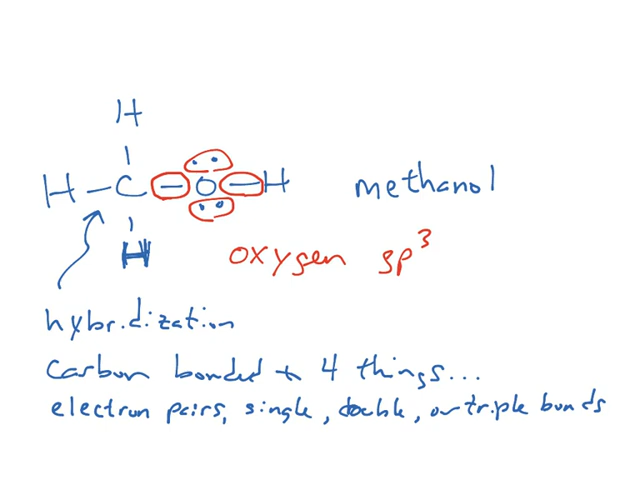 H
H - C - O - H methanol
H
oxygen sp³
hybridization
carbon bonded to 4 things...
electron pairs, single, double, or triple bonds